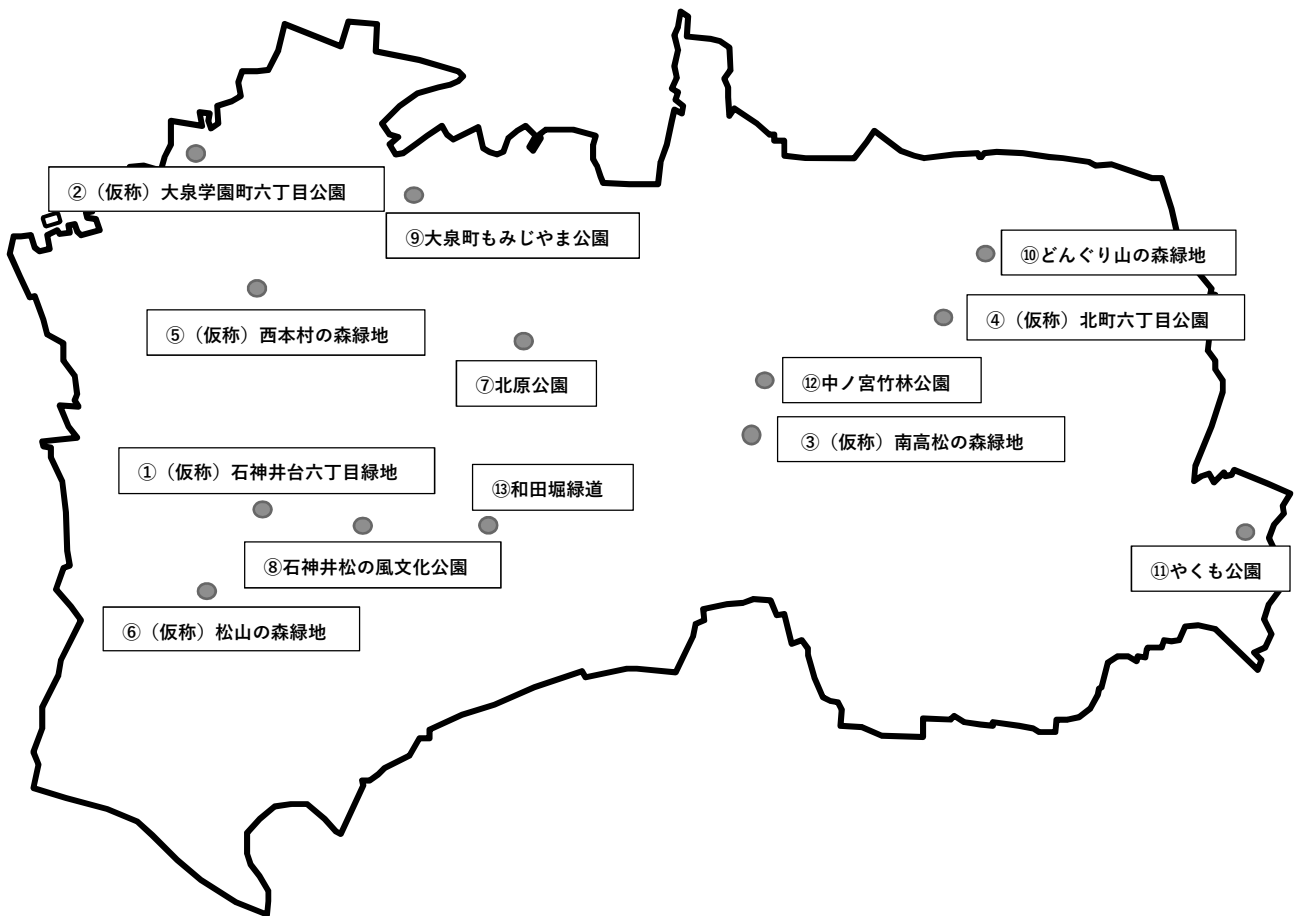 ②（仮称）大泉学園町六丁目公園
⑨大泉町もみじやま公園
⑩どんぐり山の森緑地
④（仮称）北町六丁目公園
⑤（仮称）西本村の森緑地
⑦北原公園
⑫中ノ宮竹林公園
③（仮称）南高松の森緑地
①（仮称）石神井台六丁目緑地
⑬和田堀緑道
⑧石神井松の風文化公園
⑪やくも公園
⑥（仮称）松山の森緑地